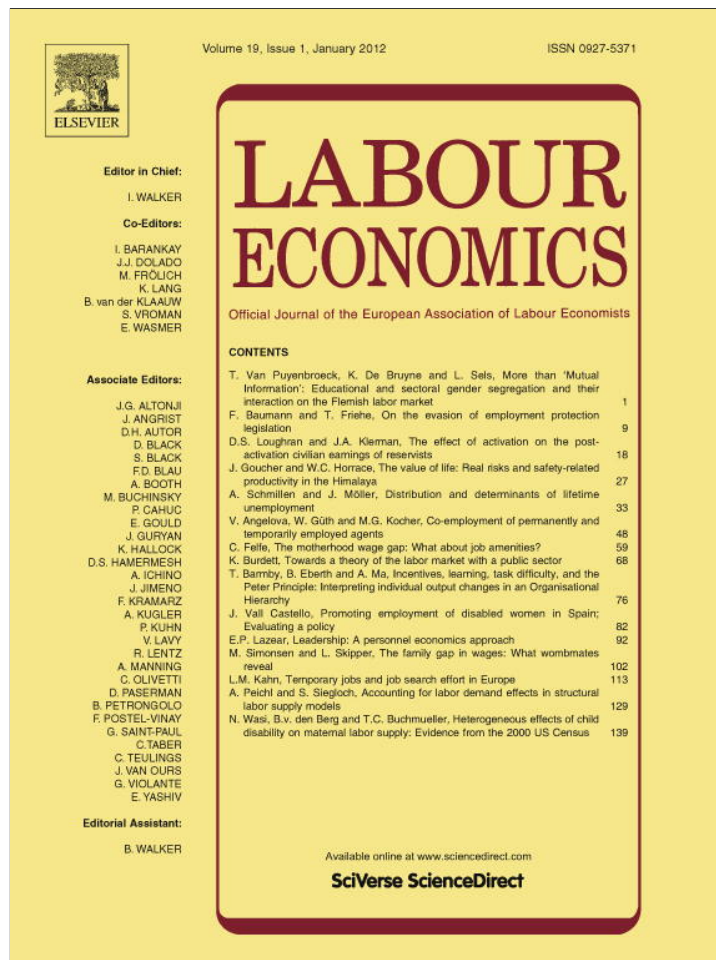 Volume 19, Issue 1, January 2012
ISSN 0927-5371
ELSEVIER
Editor in Chief:
I. WALKER
Co-Editors:
I. BARANKAY
J.J. DOLADO
M. FRÖLICH
K. LANG
B. van der KLAAUW
S. VROMAN
E. WASMER
Associate Editors:
J.G. ALTONJI
J. ANGRIST
D.H. AUTOR
D. BLACK
S. BLACK
F.D. BLAU
A. BOOTH
M. BUCHINSKY
P. CAHUC
E. GOULD
J. GURYAN
K. HALLOCK
D.S. HAMERMESH
A. ICHINO
J. JIMENO
F. KRAMARZ
A. KUGLER
P. KUHN
V. LAVY
R. LENTZ
A. MANNING
C. OLIVETTI
D. PASERMAN
B. PETRONGOLO
F. POSTEL-VINAY
G. SAINT-PAUL
C.TABER
C. TEULINGS
J. VAN OURS
G. VIOLANTE
E. YASHIV
Editorial Assistant:
B. WALKER
LABOUR
ECONOMICS
Official Journal of the European Association of Labour Economists
CONTENTS
T. Van Puyenbroeck, K. De Bruyne and L. Sels, More than ‘Mutual
Information’: Educational and sectoral gender segregation and their
interaction on the Flemish labor market 1
F. Baumann and T. Friehe, On the evasion of employment protection
legislation 9
D.S. Loughran and J.A. Klerman, The effect of activation on the post-
activation civilian earnings of reservists 18
J. Goucher and W.C. Horrace, The value of life: Real risks and safety-related
productivity in the Himalaya 27
A. Schmillen and J. Möller, Distribution and determinants of lifetime
unemployment 33
V. Angelova, W. Güth and M.G. Kocher, Co-employment of permanently and
temporarily employed agents 48
C. Felfe, The motherhood wage gap: What about job amenities? 59
K. Burdett, Towards a theory of the labor market with a public sector 68
T. Barmby, B. Eberth and A. Ma, Incentives, learning, task difficulty, and the
Peter Principle: Interpreting individual output changes in an Organisational
Hierarchy 76
J. Vall Castello, Promoting employment of disabled women in Spain;
Evaluating a policy 82
E.P. Lazear, Leadership: A personnel economics approach 92
M. Simonsen and L. Skipper, The family gap in wages: What wombmates
reveal 102
L.M. Kahn, Temporary jobs and job search effort in Europe 113
A. Peichl and S. Siegloch, Accounting for labor demand effects in structural
labor supply models 129
N. Wasi, B.v. den Berg and T.C. Buchmueller, Heterogeneous effects of child
disability on maternal labor supply: Evidence from the 2000 US Census 139
Available online at www.sciencedirect.com
SciVerse ScienceDirect